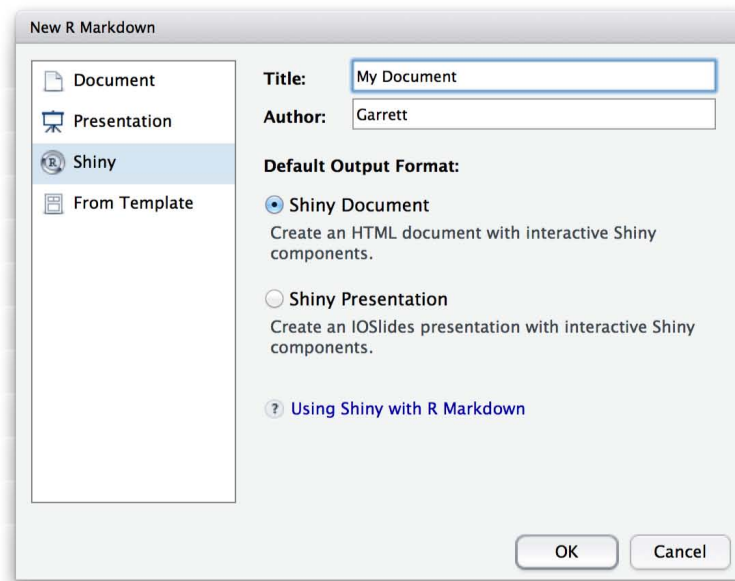 New R Markdown
Document
Presentation
Shiny
From Template
Title: My Document
Author: Garrett
Default Output Format:
Shiny Document
Create an HTML document with interactive Shiny
components.
Shiny Presentation
Create an IOSlides presentation with interactive Shiny
components.
? Using Shiny with R Markdown
OK Cancel